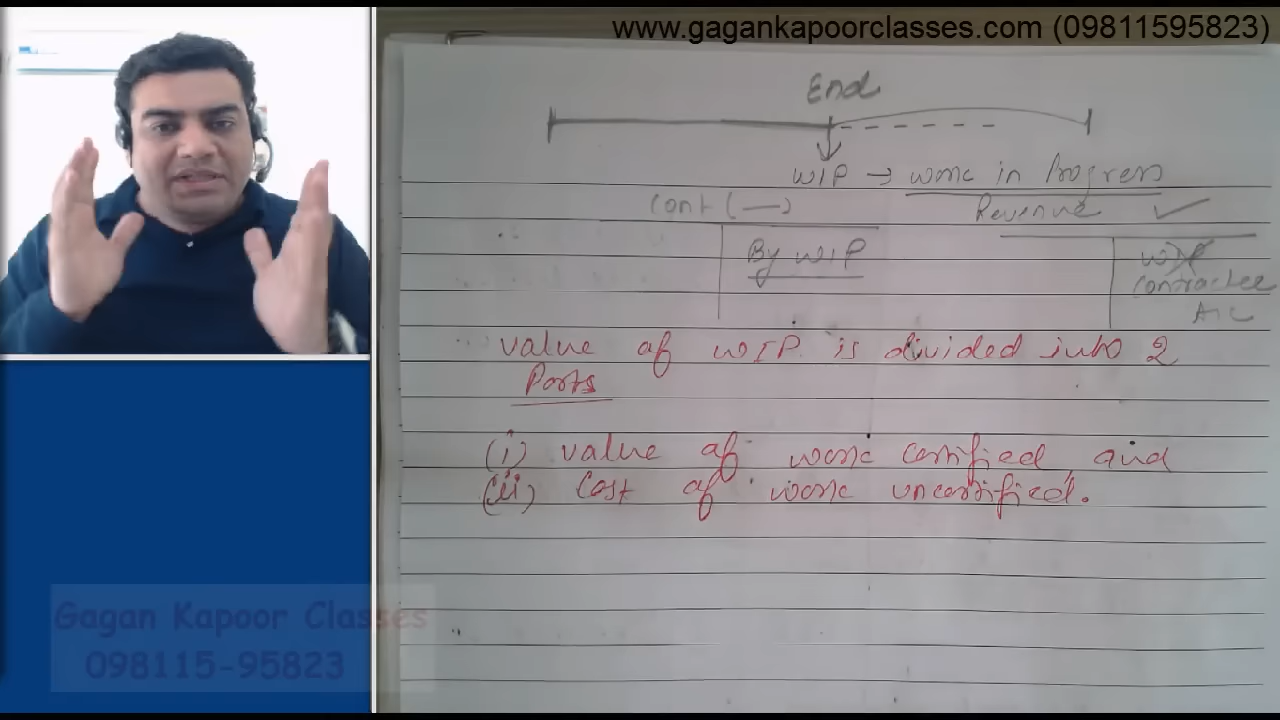 www.gagankapoorclasses.com (09811595823)
End
WIP → work in Progress
Cont (—)
Revenue ✓
By WIP
WIP
Contractee
A/c
value of WIP is divided into 2
Parts
(i) value of work certified and
(ii) Cost of work uncertified.
Gagan Kapoor Classes
098115-95823